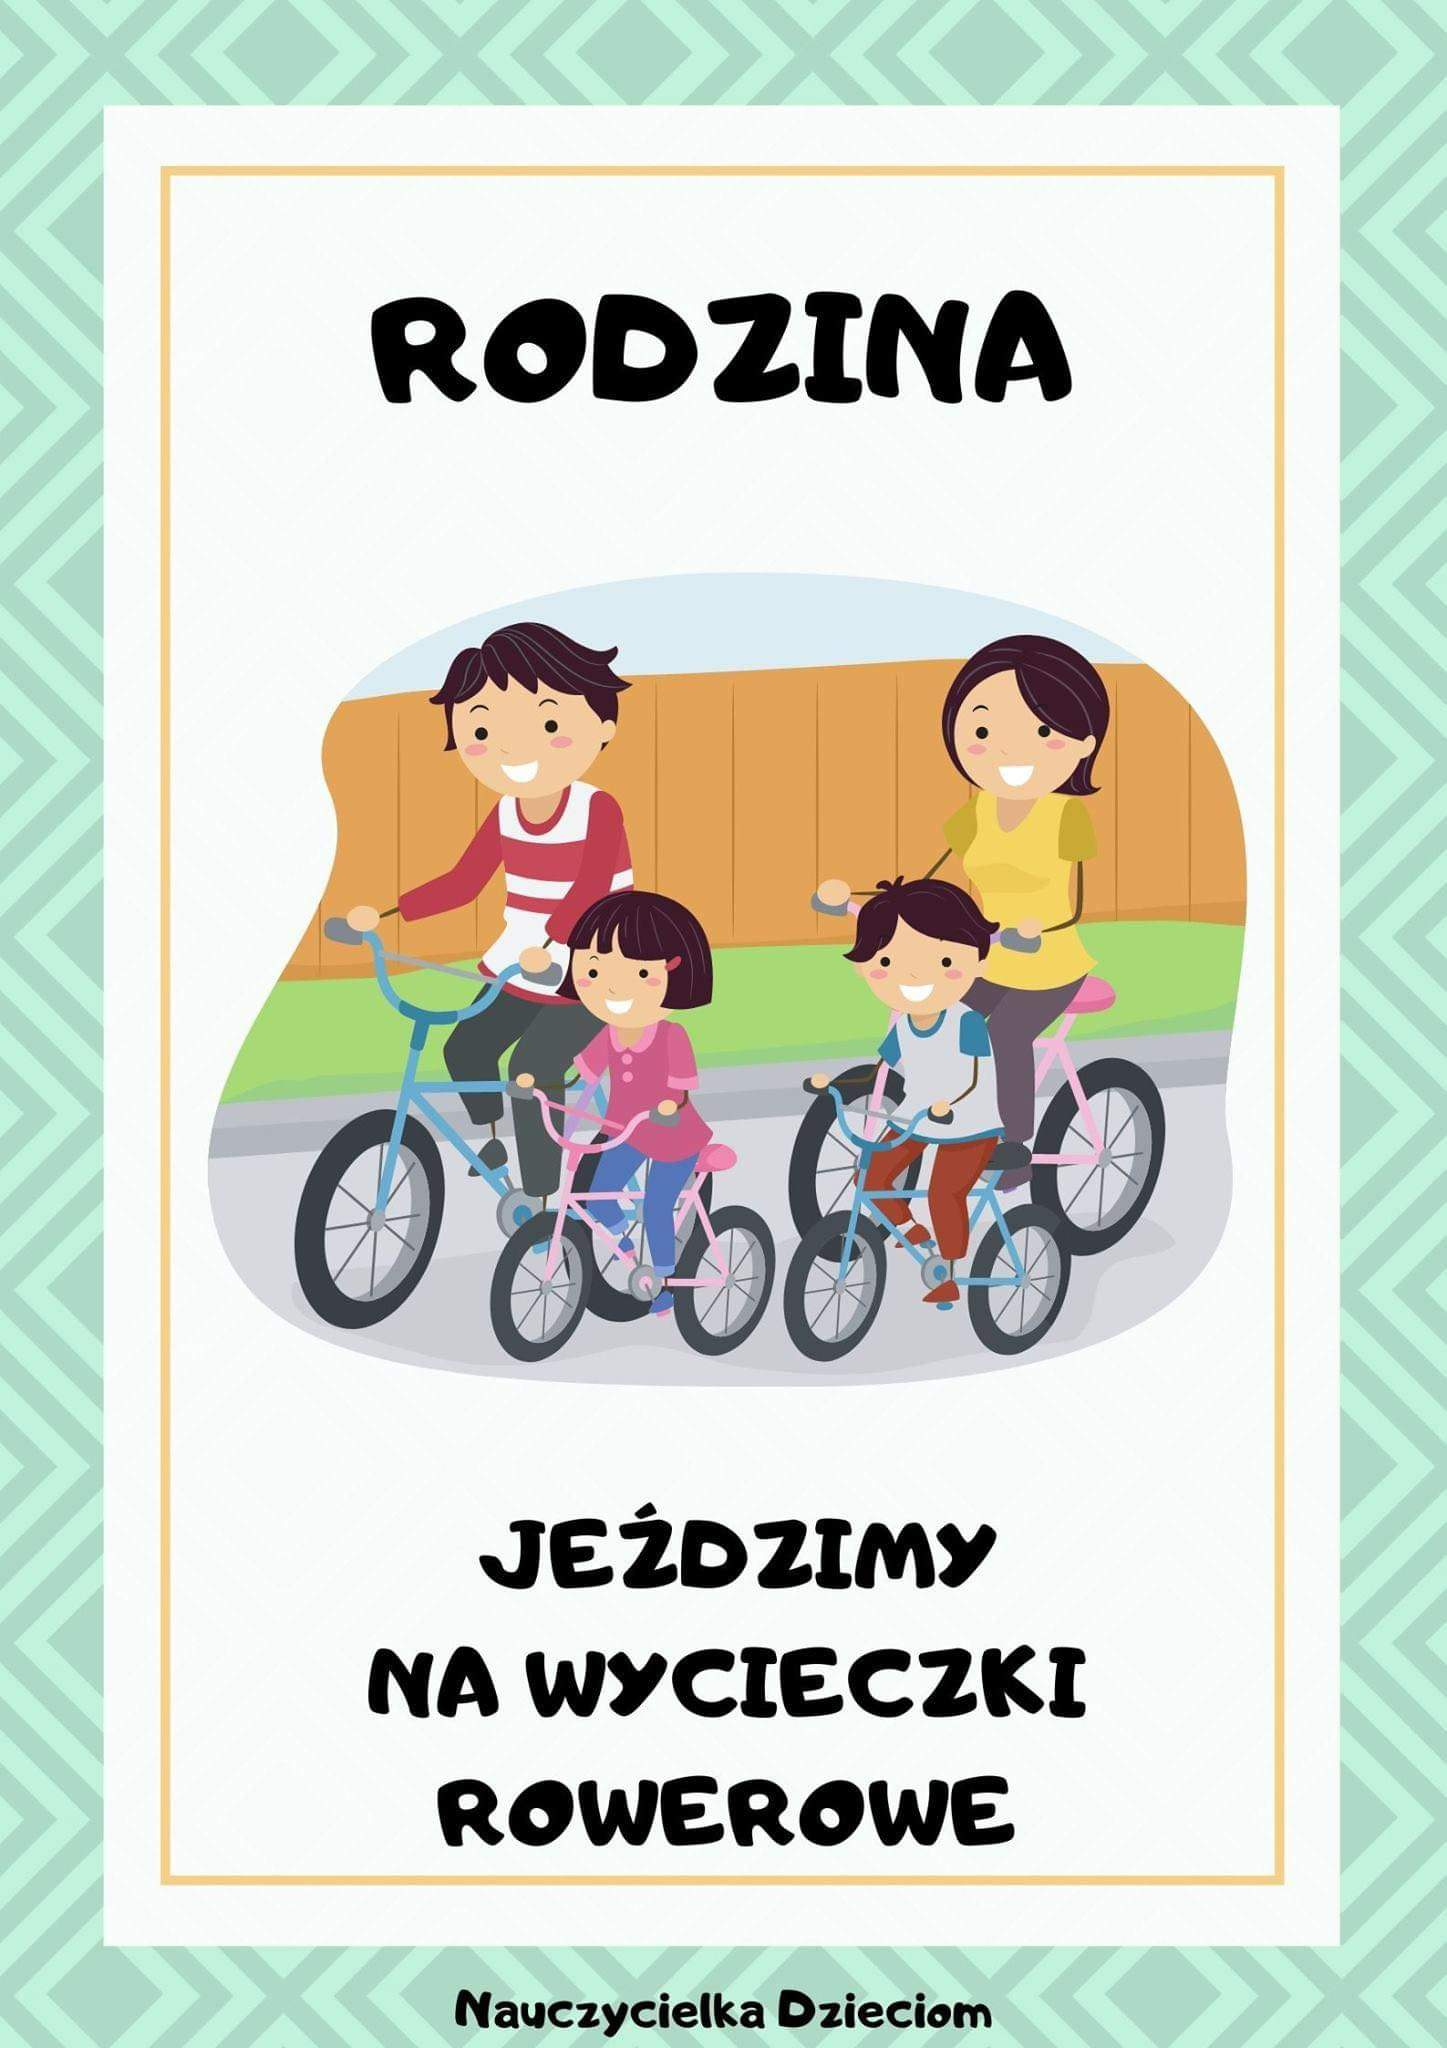 RODZINA
JEŹDZIMY
NA WYCIECZKI
ROWEROWE
Nauczycielka Dzieciom